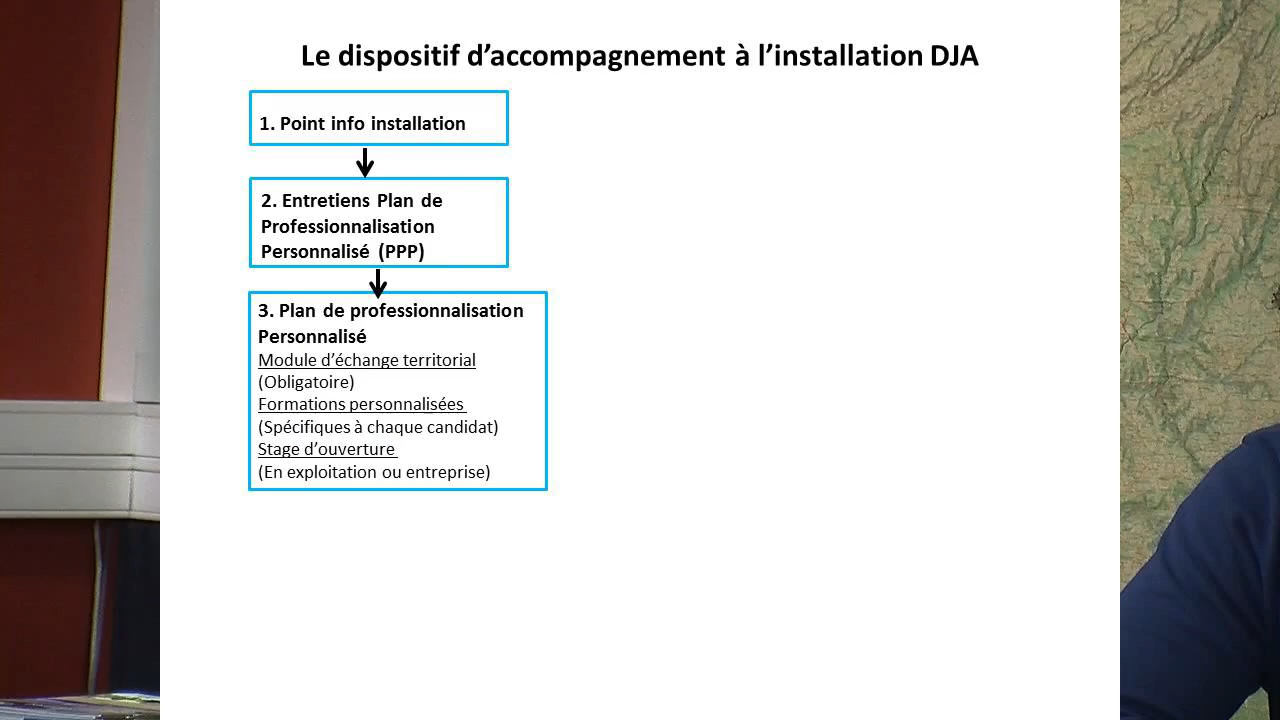 Le dispositif d’accompagnement à l’installation DJA
1. Point info installation
2. Entretiens Plan de
Professionnalisation
Personnalisé (PPP)
3. Plan de professionnalisation
Personnalisé
Module d’échange territorial
(Obligatoire)
Formations personnalisées
(Spécifiques à chaque candidat)
Stage d’ouverture
(En exploitation ou entreprise)